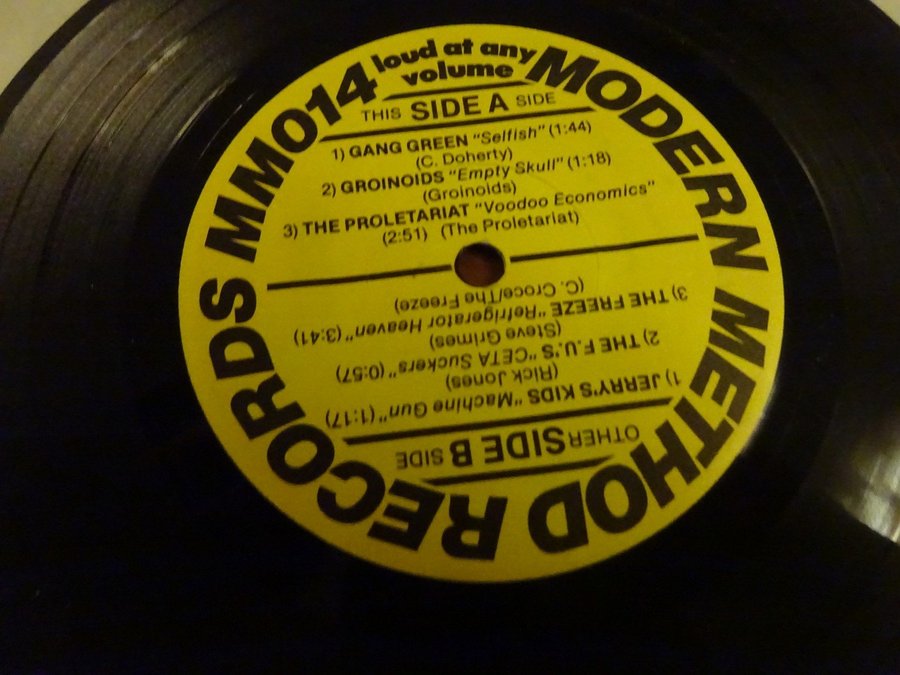 loud at any
volume
MODERN METHOD RECORDS MM014
THIS SIDE A SIDE
1) GANG GREEN "Selfish" (1:44)
(C. Doherty)
2) GROINOIDS "Empty Skull" (1:18)
(Groinoids)
3) THE PROLETARIAT "Voodoo Economics"
(2:51) (The Proletariat)
OTHER SIDE B SIDE
1) JERRY'S KIDS "Machine Gun" (1:17)
(Rick Jones)
2) THE F.U.'S "CETA Suckers" (0:57)
(Steve Grimes)
3) THE FREEZE "Refrigerator Heaven" (3:41)
(C. Croce/The Freeze)